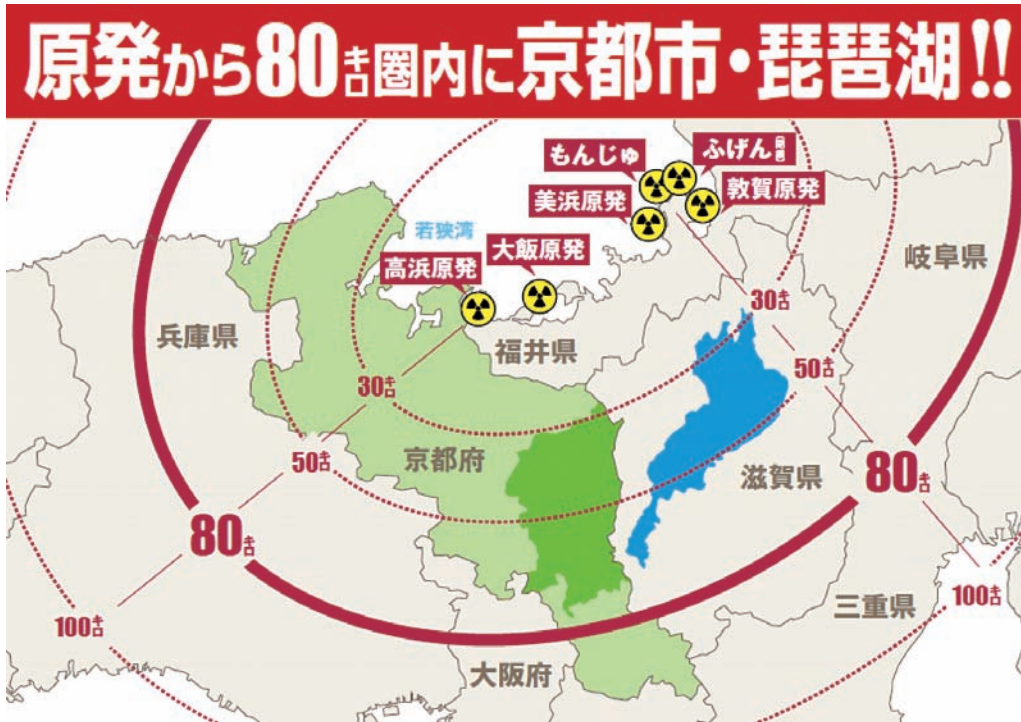 原発から80キロ圏内に京都市・琵琶湖!!
もんじゅ
ふげん
美浜原発
敦賀原発
若狭湾
大飯原発
高浜原発
岐阜県
兵庫県
福井県
30キロ
30キロ
50キロ
50キロ
京都府
滋賀県
80キロ
80キロ
100キロ
100キロ
三重県
大阪府